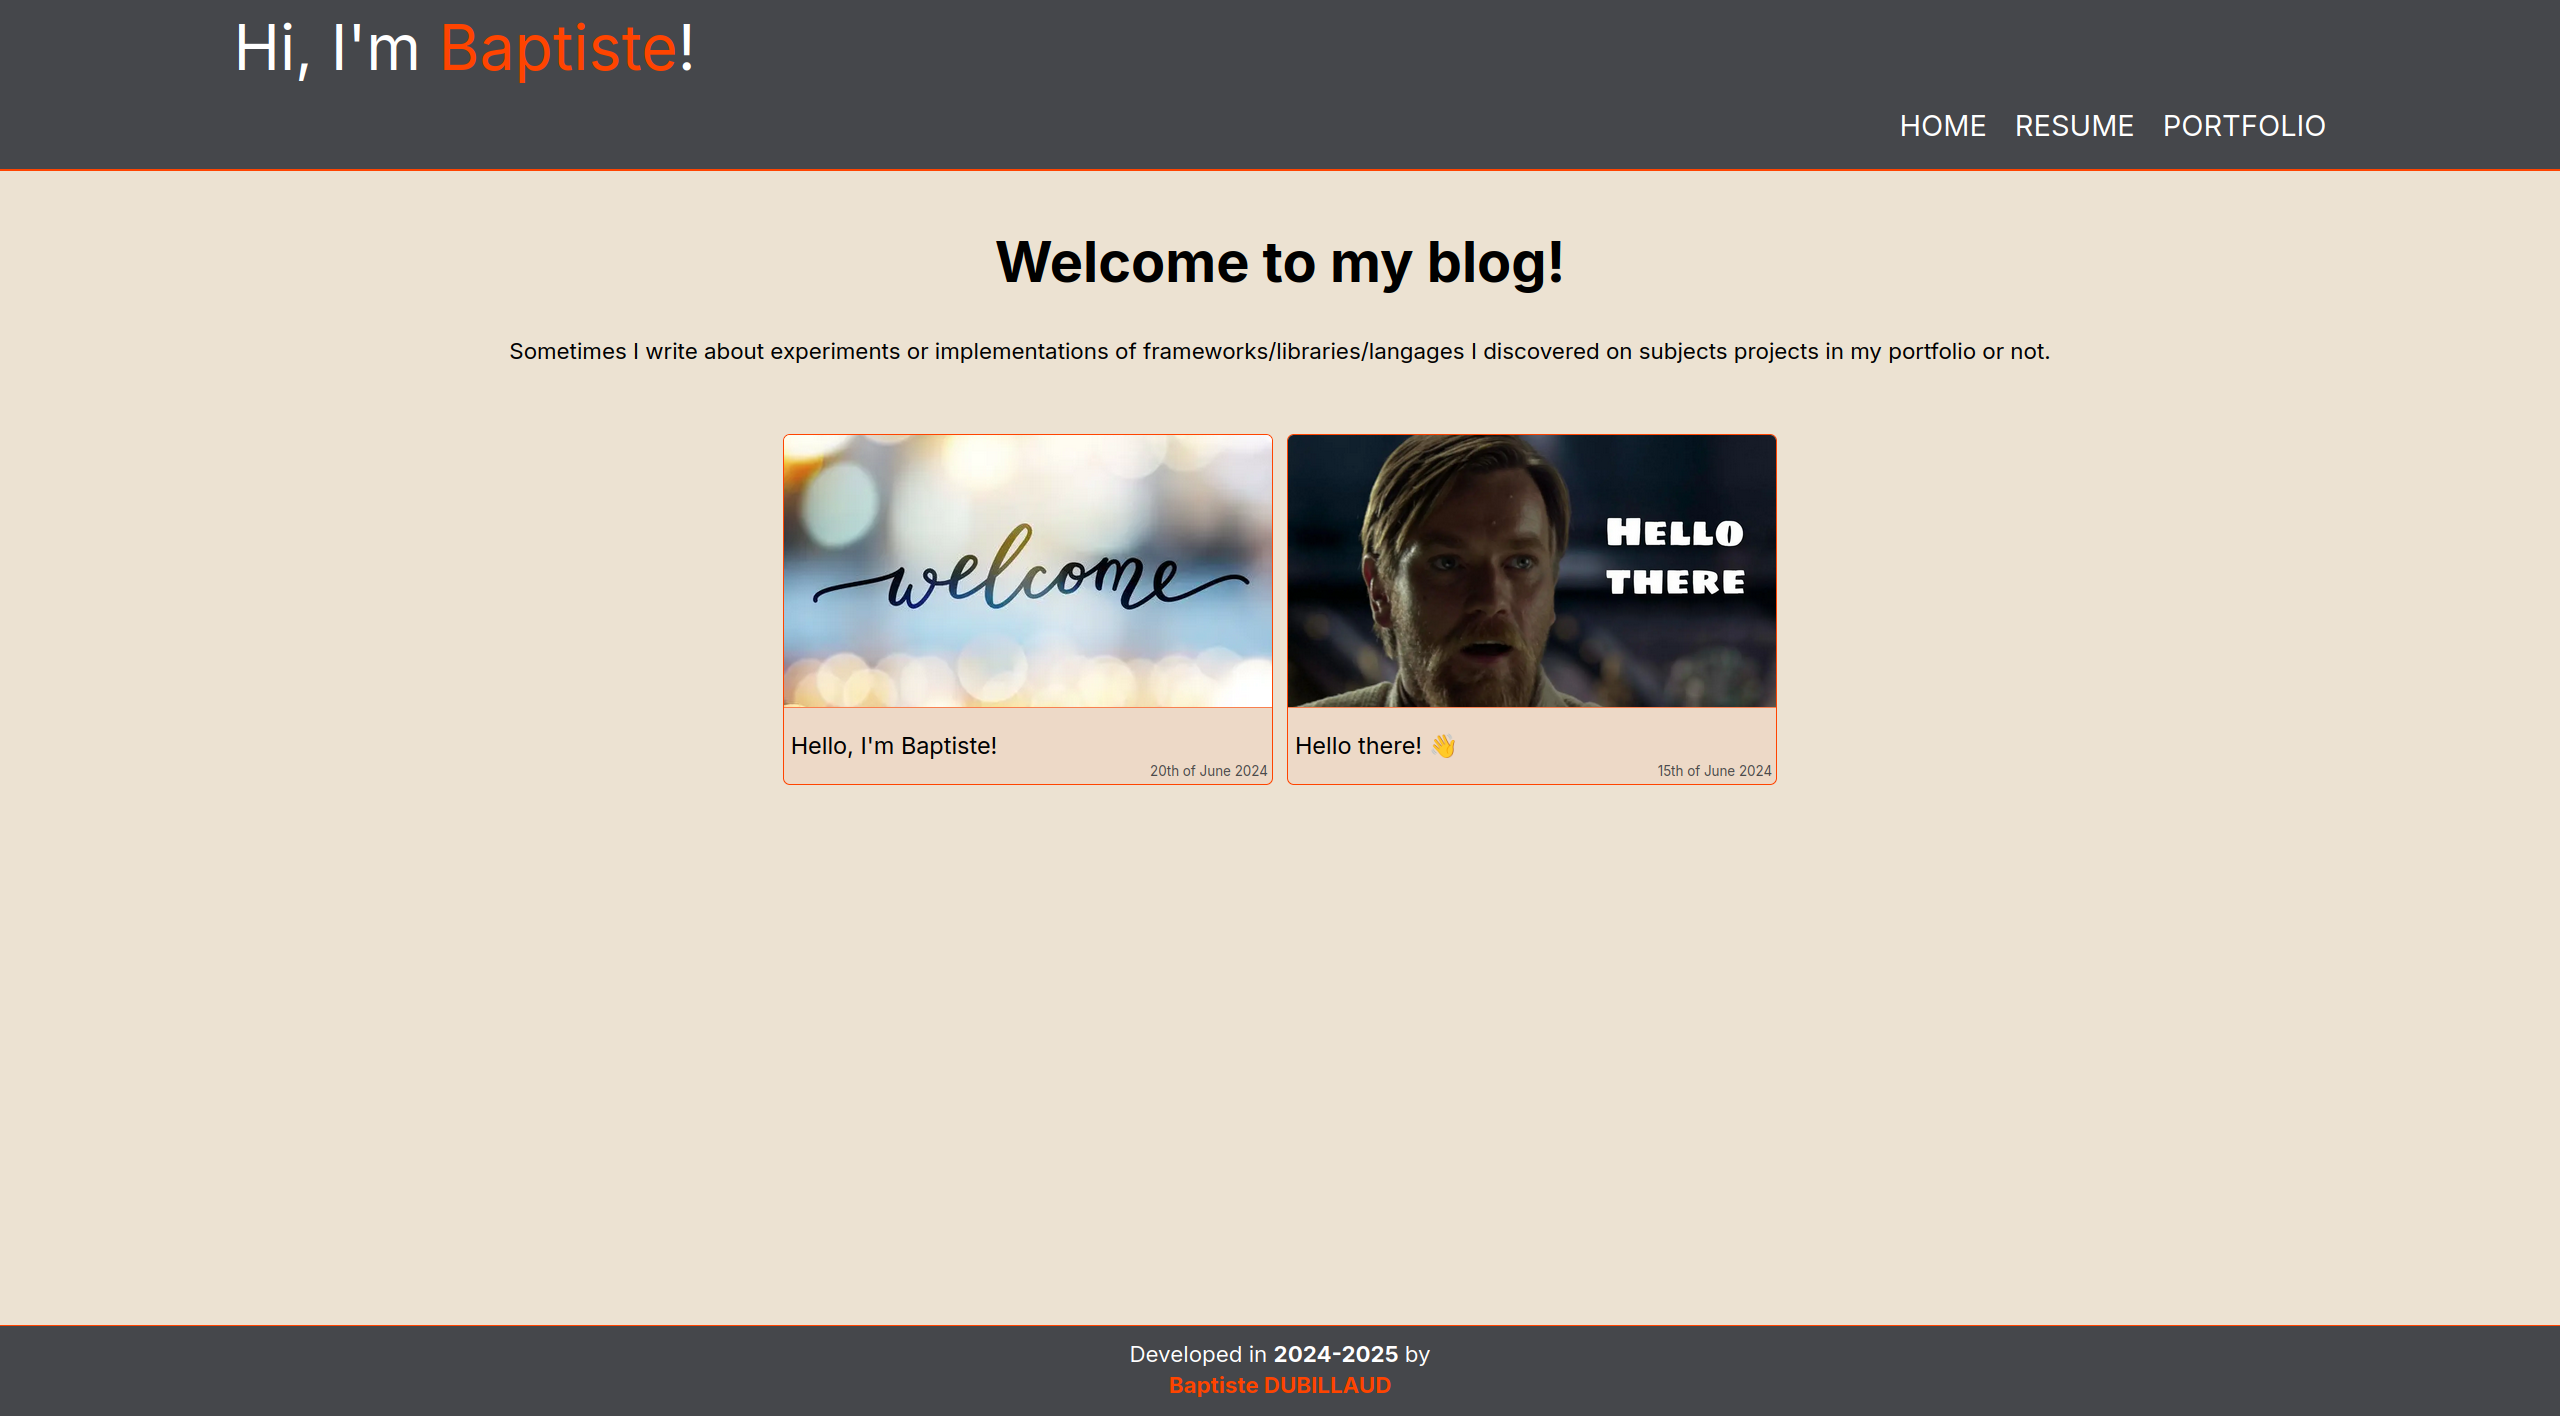 Hi, I'm Baptiste!
HOME RESUME PORTFOLIO
Welcome to my blog!
Sometimes I write about experiments or implementations of frameworks/libraries/langages I discovered on subjects projects in my portfolio or not.
welcome
Hello, I'm Baptiste!
20th of June 2024
HELLO
THERE
Hello there! 👋
15th of June 2024
Developed in 2024-2025 by
Baptiste DUBILLAUD